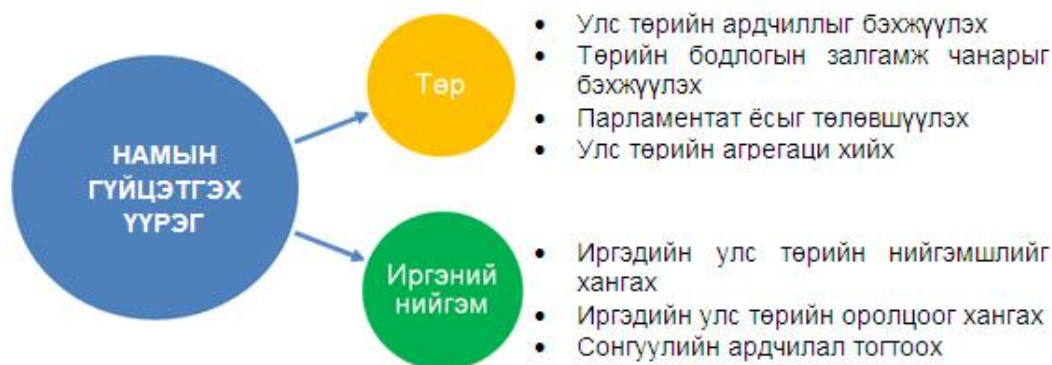 НАМЫН
ГҮЙЦЭТГЭХ
ҮҮРЭГ
Төр
• Улс төрийн ардчиллыг бэхжүүлэх
• Төрийн бодлогын залгамж чанарыг
бэхжүүлэх
• Парламентат ёсыг төлөвшүүлэх
• Улс төрийн агрегаци хийх
Иргэний
нийгэм
• Иргэдийн улс төрийн нийгэмшлийг
хангах
• Иргэдийн улс төрийн оролцоог хангах
• Сонгуулийн ардчилал тогтоох